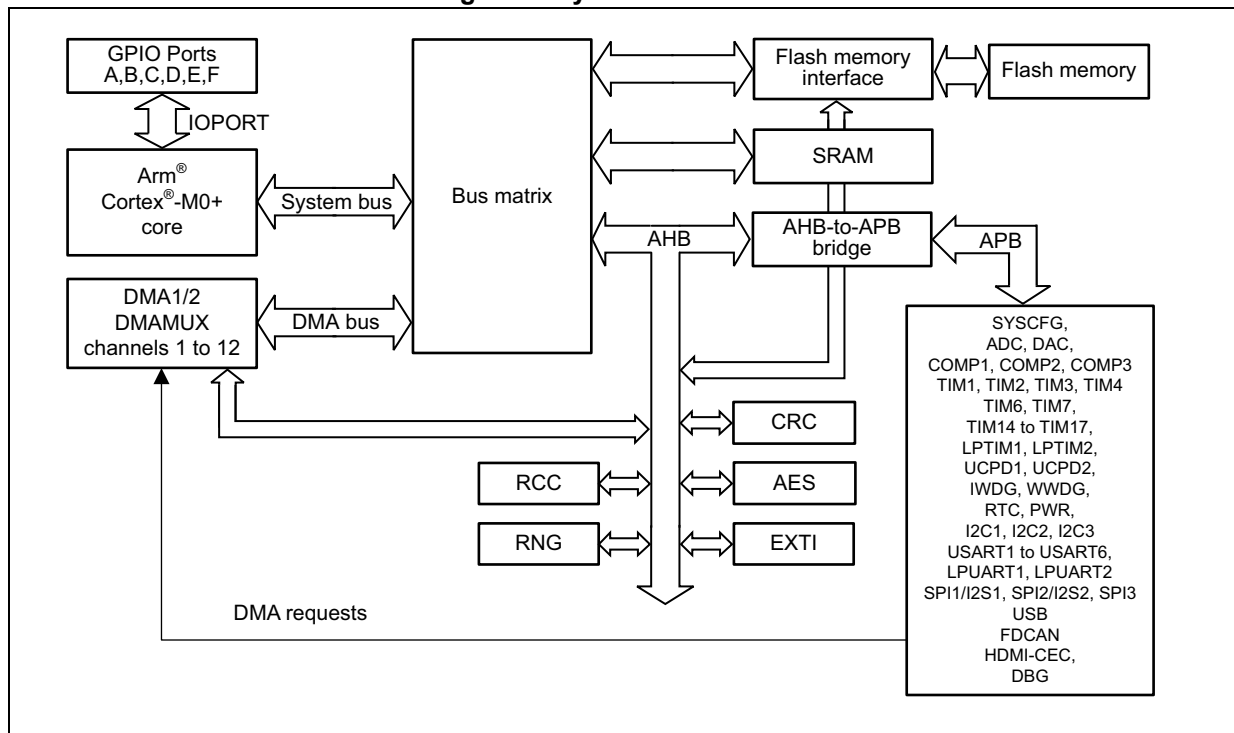 GPIO Ports
A,B,C,D,E,F
IOPORT
Arm®
Cortex®-M0+
core
System bus
DMA1/2
DMAMUX
channels 1 to 12
DMA bus
Bus matrix
Flash memory
interface
Flash memory
SRAM
AHB
AHB-to-APB
bridge
APB
CRC
RCC
AES
RNG
EXTI
DMA requests
SYSCFG,
ADC, DAC,
COMP1, COMP2, COMP3
TIM1, TIM2, TIM3, TIM4
TIM6, TIM7,
TIM14 to TIM17,
LPTIM1, LPTIM2,
UCPD1, UCPD2,
IWDG, WWDG,
RTC, PWR,
I2C1, I2C2, I2C3
USART1 to USART6,
LPUART1, LPUART2
SPI1/I2S1, SPI2/I2S2, SPI3
USB
FDCAN
HDMI-CEC,
DBG